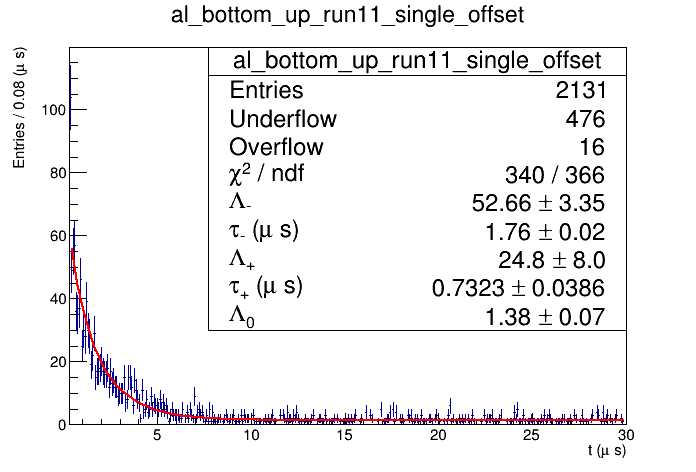 al_bottom_up_run11_single_offset
Entries / 0.08 (μ s)
al_bottom_up_run11_single_offset
Entries 2131
Underflow 476
Overflow 16
χ² / ndf 340 / 366
Λ₋ 52.66 ± 3.35
τ₋ (μ s) 1.76 ± 0.02
Λ₊ 24.8 ± 8.0
τ₊ (μ s) 0.7323 ± 0.0386
Λ₀ 1.38 ± 0.07
100
80
60
40
20
0
5 10 15 20 25 30
t (μ s)